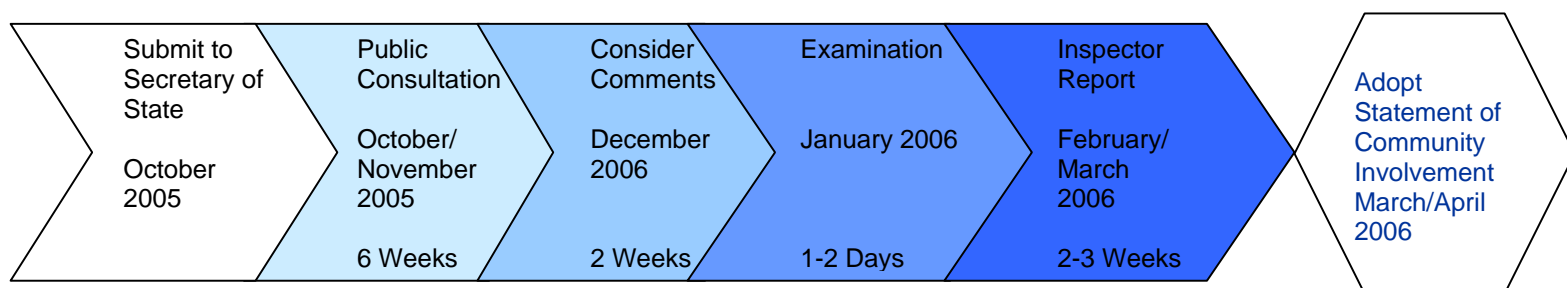 Submit to
Secretary of
State
October
2005
Public
Consultation
October/
November
2005
6 Weeks
Consider
Comments
December
2006
2 Weeks
Examination
January 2006
1-2 Days
Inspector
Report
February/
March
2006
2-3 Weeks
Adopt
Statement of
Community
Involvement
March/April
2006